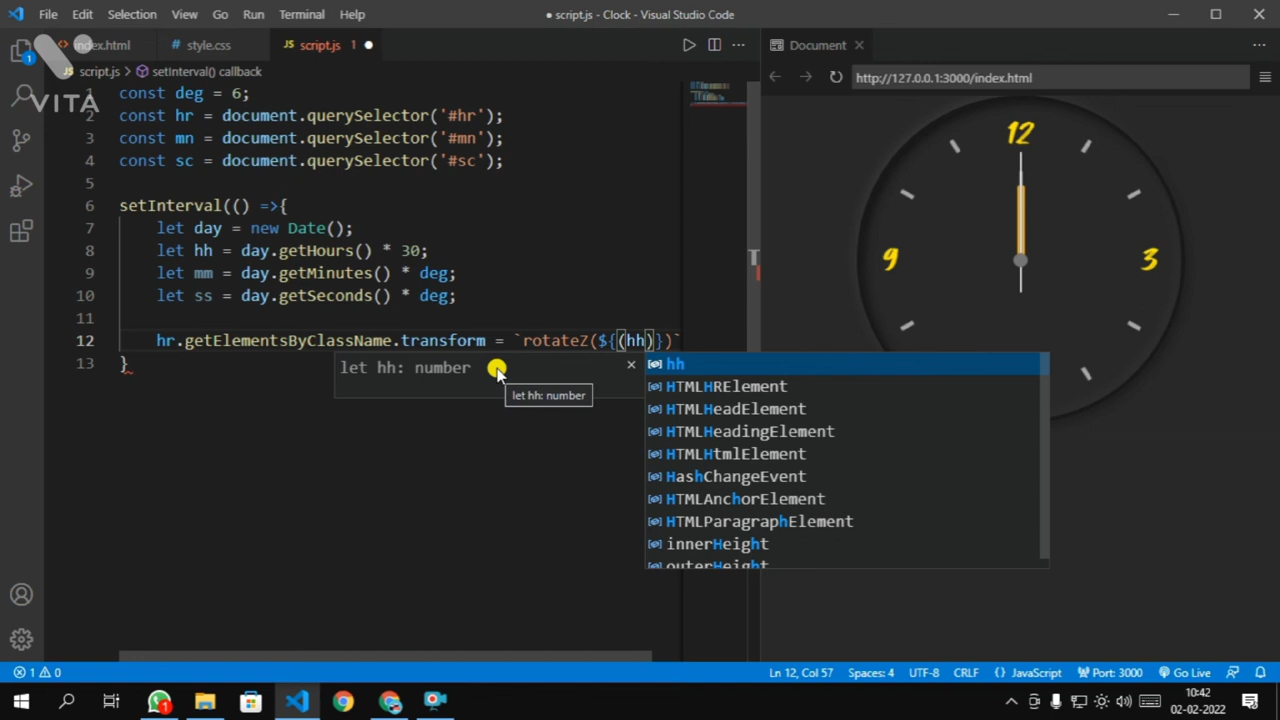 File Edit Selection View Go Run Terminal Help
● script.js - Clock - Visual Studio Code
index.html
style.css
JS script.js 1 ●
Document
JS script.js > setInterval() callback
http://127.0.0.1:3000/index.html
VITA
1 const deg = 6;
2 const hr = document.querySelector('#hr');
3 const mn = document.querySelector('#mn');
4 const sc = document.querySelector('#sc');
5
6 setInterval(() =>{
7 let day = new Date();
8 let hh = day.getHours() * 30;
9 let mm = day.getMinutes() * deg;
10 let ss = day.getSeconds() * deg;
11
12 hr.getElementsByClassName.transform = `rotateZ(${(hh)})`
13 }
let hh: number
let hh: number
hh
HTMLHRElement
HTMLHeadElement
HTMLHeadingElement
HTMLHtmlElement
HashChangeEvent
HTMLAnchorElement
HTMLParagraphElement
innerHeight
outerHeight
12
9
3
1 0
Ln 12, Col 57 Spaces: 4 UTF-8 CRLF {} JavaScript Port: 3000 Go Live
10:42
02-02-2022